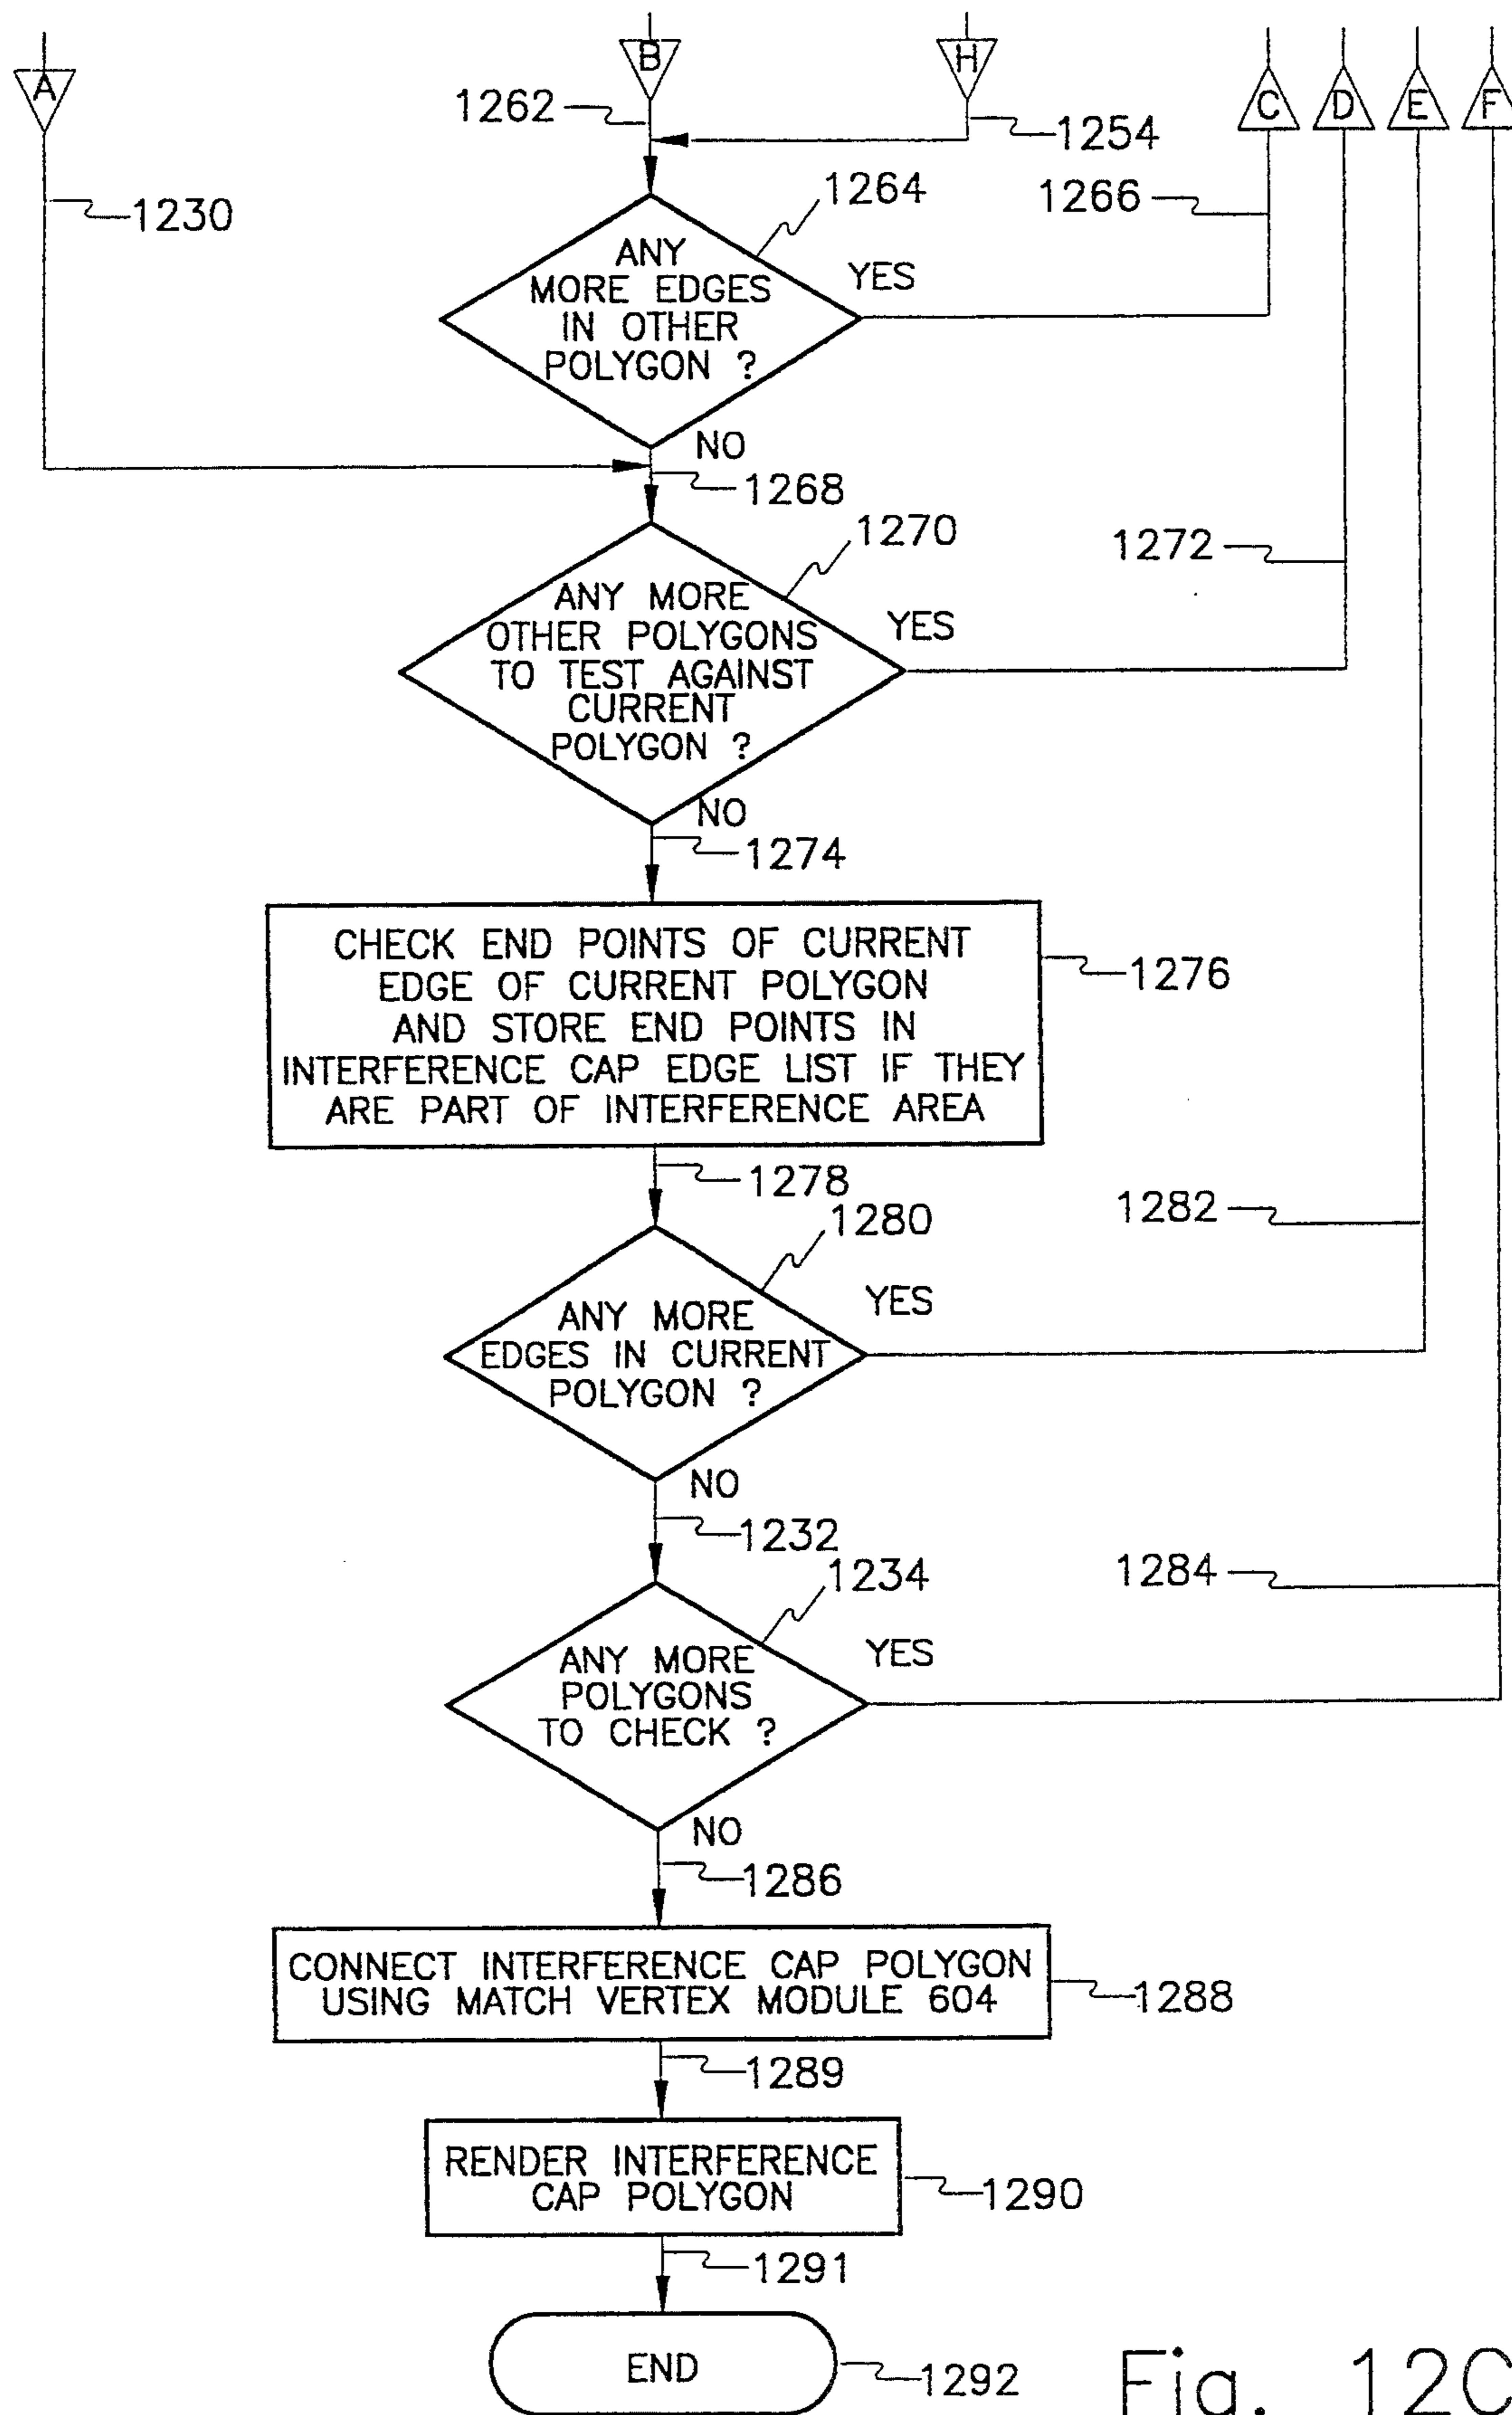 A
B
H
C
D
E
F
1262
1254
1230
1264
1266
ANY
MORE EDGES
IN OTHER
POLYGON ?
YES
NO
1268
1270
1272
ANY MORE
OTHER POLYGONS
TO TEST AGAINST
CURRENT
POLYGON ?
YES
NO
1274
CHECK END POINTS OF CURRENT
EDGE OF CURRENT POLYGON
AND STORE END POINTS IN
INTERFERENCE CAP EDGE LIST IF THEY
ARE PART OF INTERFERENCE AREA
1276
1278
1280
1282
ANY MORE
EDGES IN CURRENT
POLYGON ?
YES
NO
1232
1234
1284
ANY MORE
POLYGONS
TO CHECK ?
YES
NO
1286
CONNECT INTERFERENCE CAP POLYGON
USING MATCH VERTEX MODULE 604
1288
1289
RENDER INTERFERENCE
CAP POLYGON
1290
1291
END
1292
Fig. 12C